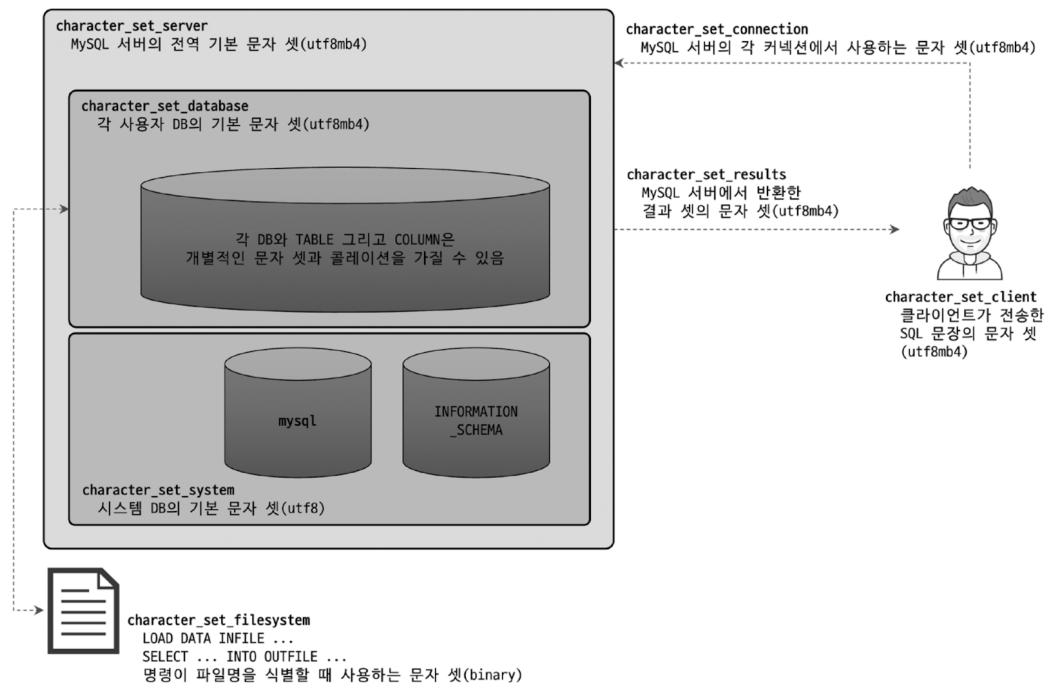 character_set_server
MySQL 서버의 전역 기본 문자 셋(utf8mb4)
character_set_database
각 사용자 DB의 기본 문자 셋(utf8mb4)
각 DB와 TABLE 그리고 COLUMN은
개별적인 문자 셋과 콜레이션을 가질 수 있음
mysql
INFORMATION
_SCHEMA
character_set_system
시스템 DB의 기본 문자 셋(utf8)
character_set_connection
MySQL 서버의 각 커넥션에서 사용하는 문자 셋(utf8mb4)
character_set_results
MySQL 서버에서 반환한
결과 셋의 문자 셋(utf8mb4)
character_set_client
클라이언트가 전송한
SQL 문장의 문자 셋
(utf8mb4)
character_set_filesystem
LOAD DATA INFILE ...
SELECT ... INTO OUTFILE ...
명령이 파일명을 식별할 때 사용하는 문자 셋(binary)